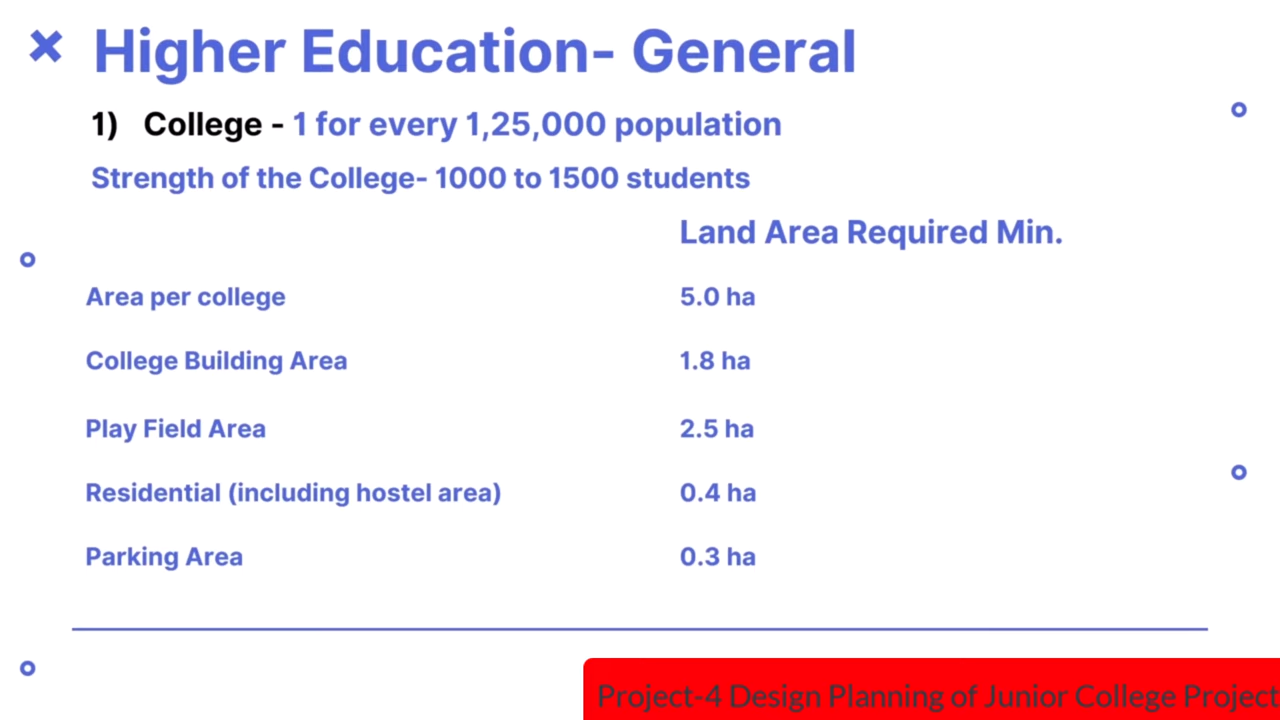 Higher Education- General
1) College - 1 for every 1,25,000 population
Strength of the College- 1000 to 1500 students
Land Area Required Min.
Area per college 5.0 ha
College Building Area 1.8 ha
Play Field Area 2.5 ha
Residential (including hostel area) 0.4 ha
Parking Area 0.3 ha
Project-4 Design Planning of Junior College Project